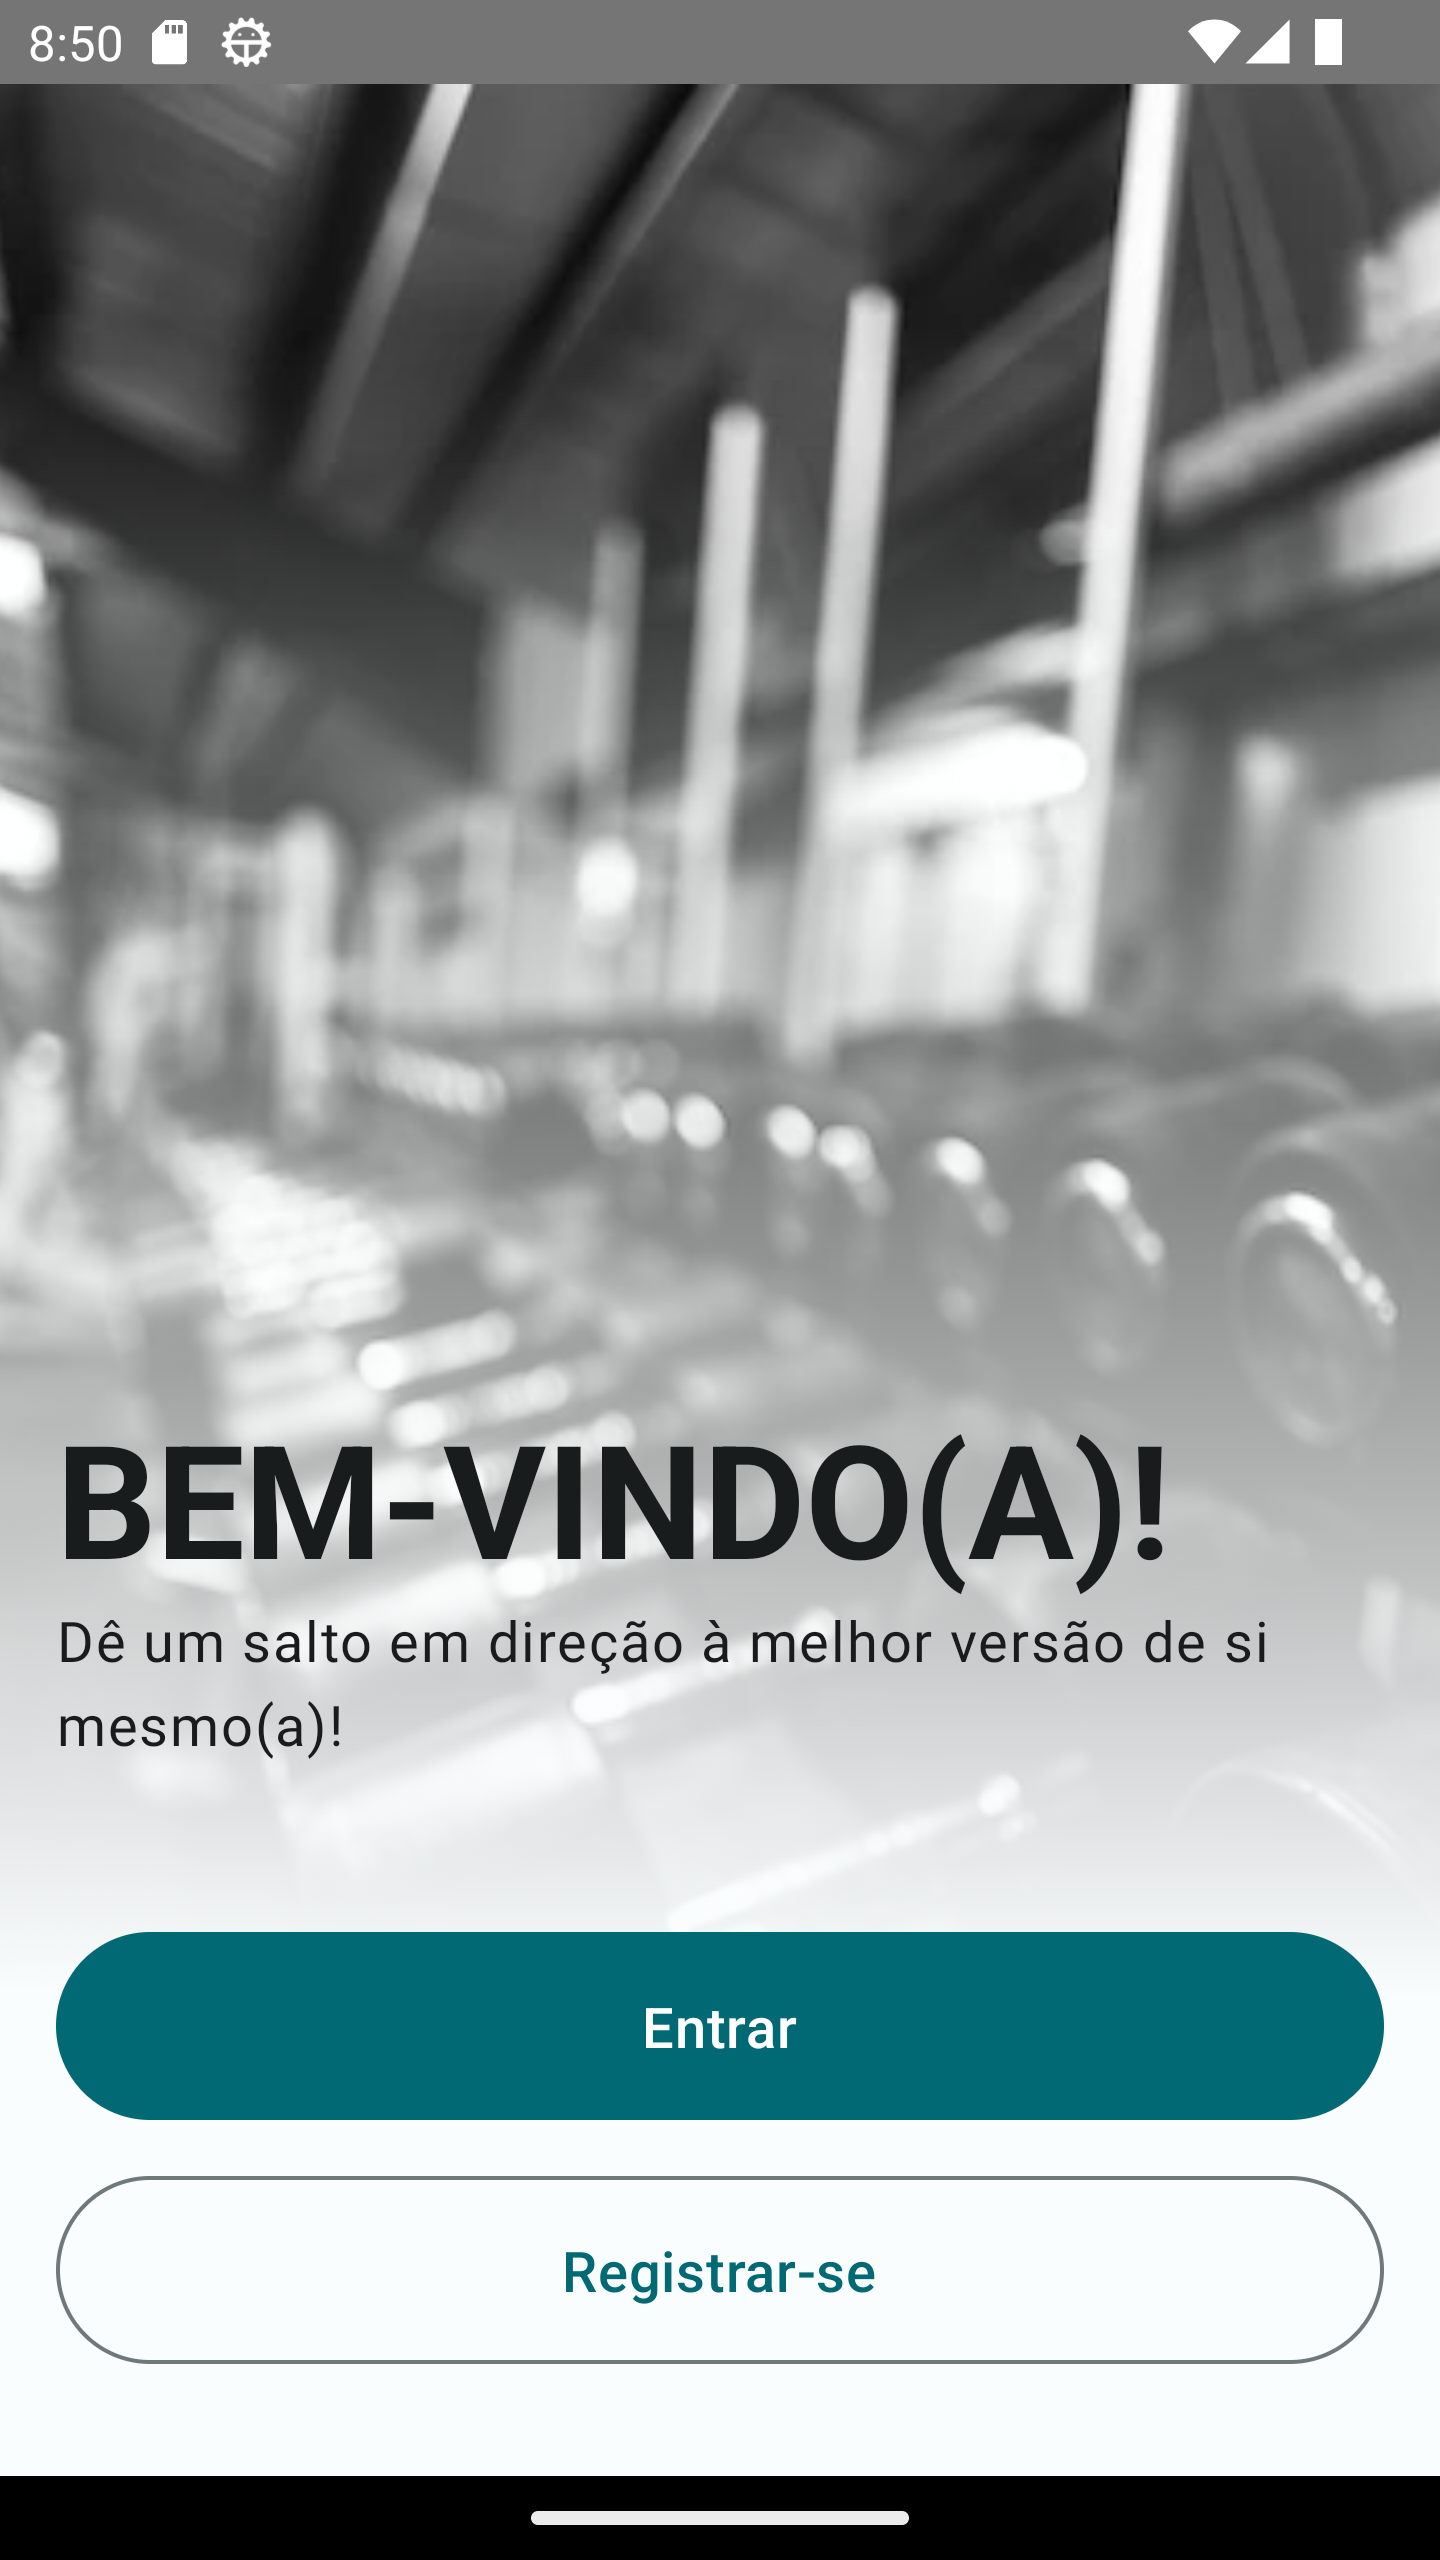 8:50
BEM-VINDO(A)!
Dê um salto em direção à melhor versão de si
mesmo(a)!
Entrar
Registrar-se